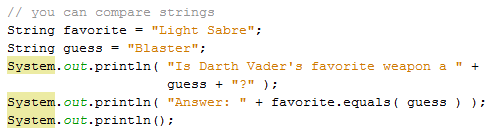 // you can compare strings
String favorite = "Light Sabre";
String guess = "Blaster";
System.out.println( "Is Darth Vader's favorite weapon a " +
                    guess + "?" );
System.out.println( "Answer: " + favorite.equals( guess ) );
System.out.println();